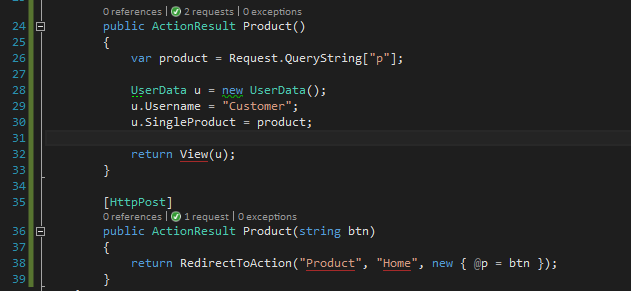 0 references | 2 requests | 0 exceptions
24 public ActionResult Product()
25 {
26 var product = Request.QueryString["p"];
27
28 UserData u = new UserData();
29 u.Username = "Customer";
30 u.SingleProduct = product;
31
32 return View(u);
33 }
34
35 [HttpPost]
0 references | 1 request | 0 exceptions
36 public ActionResult Product(string btn)
37 {
38 return RedirectToAction("Product", "Home", new { @p = btn });
39 }